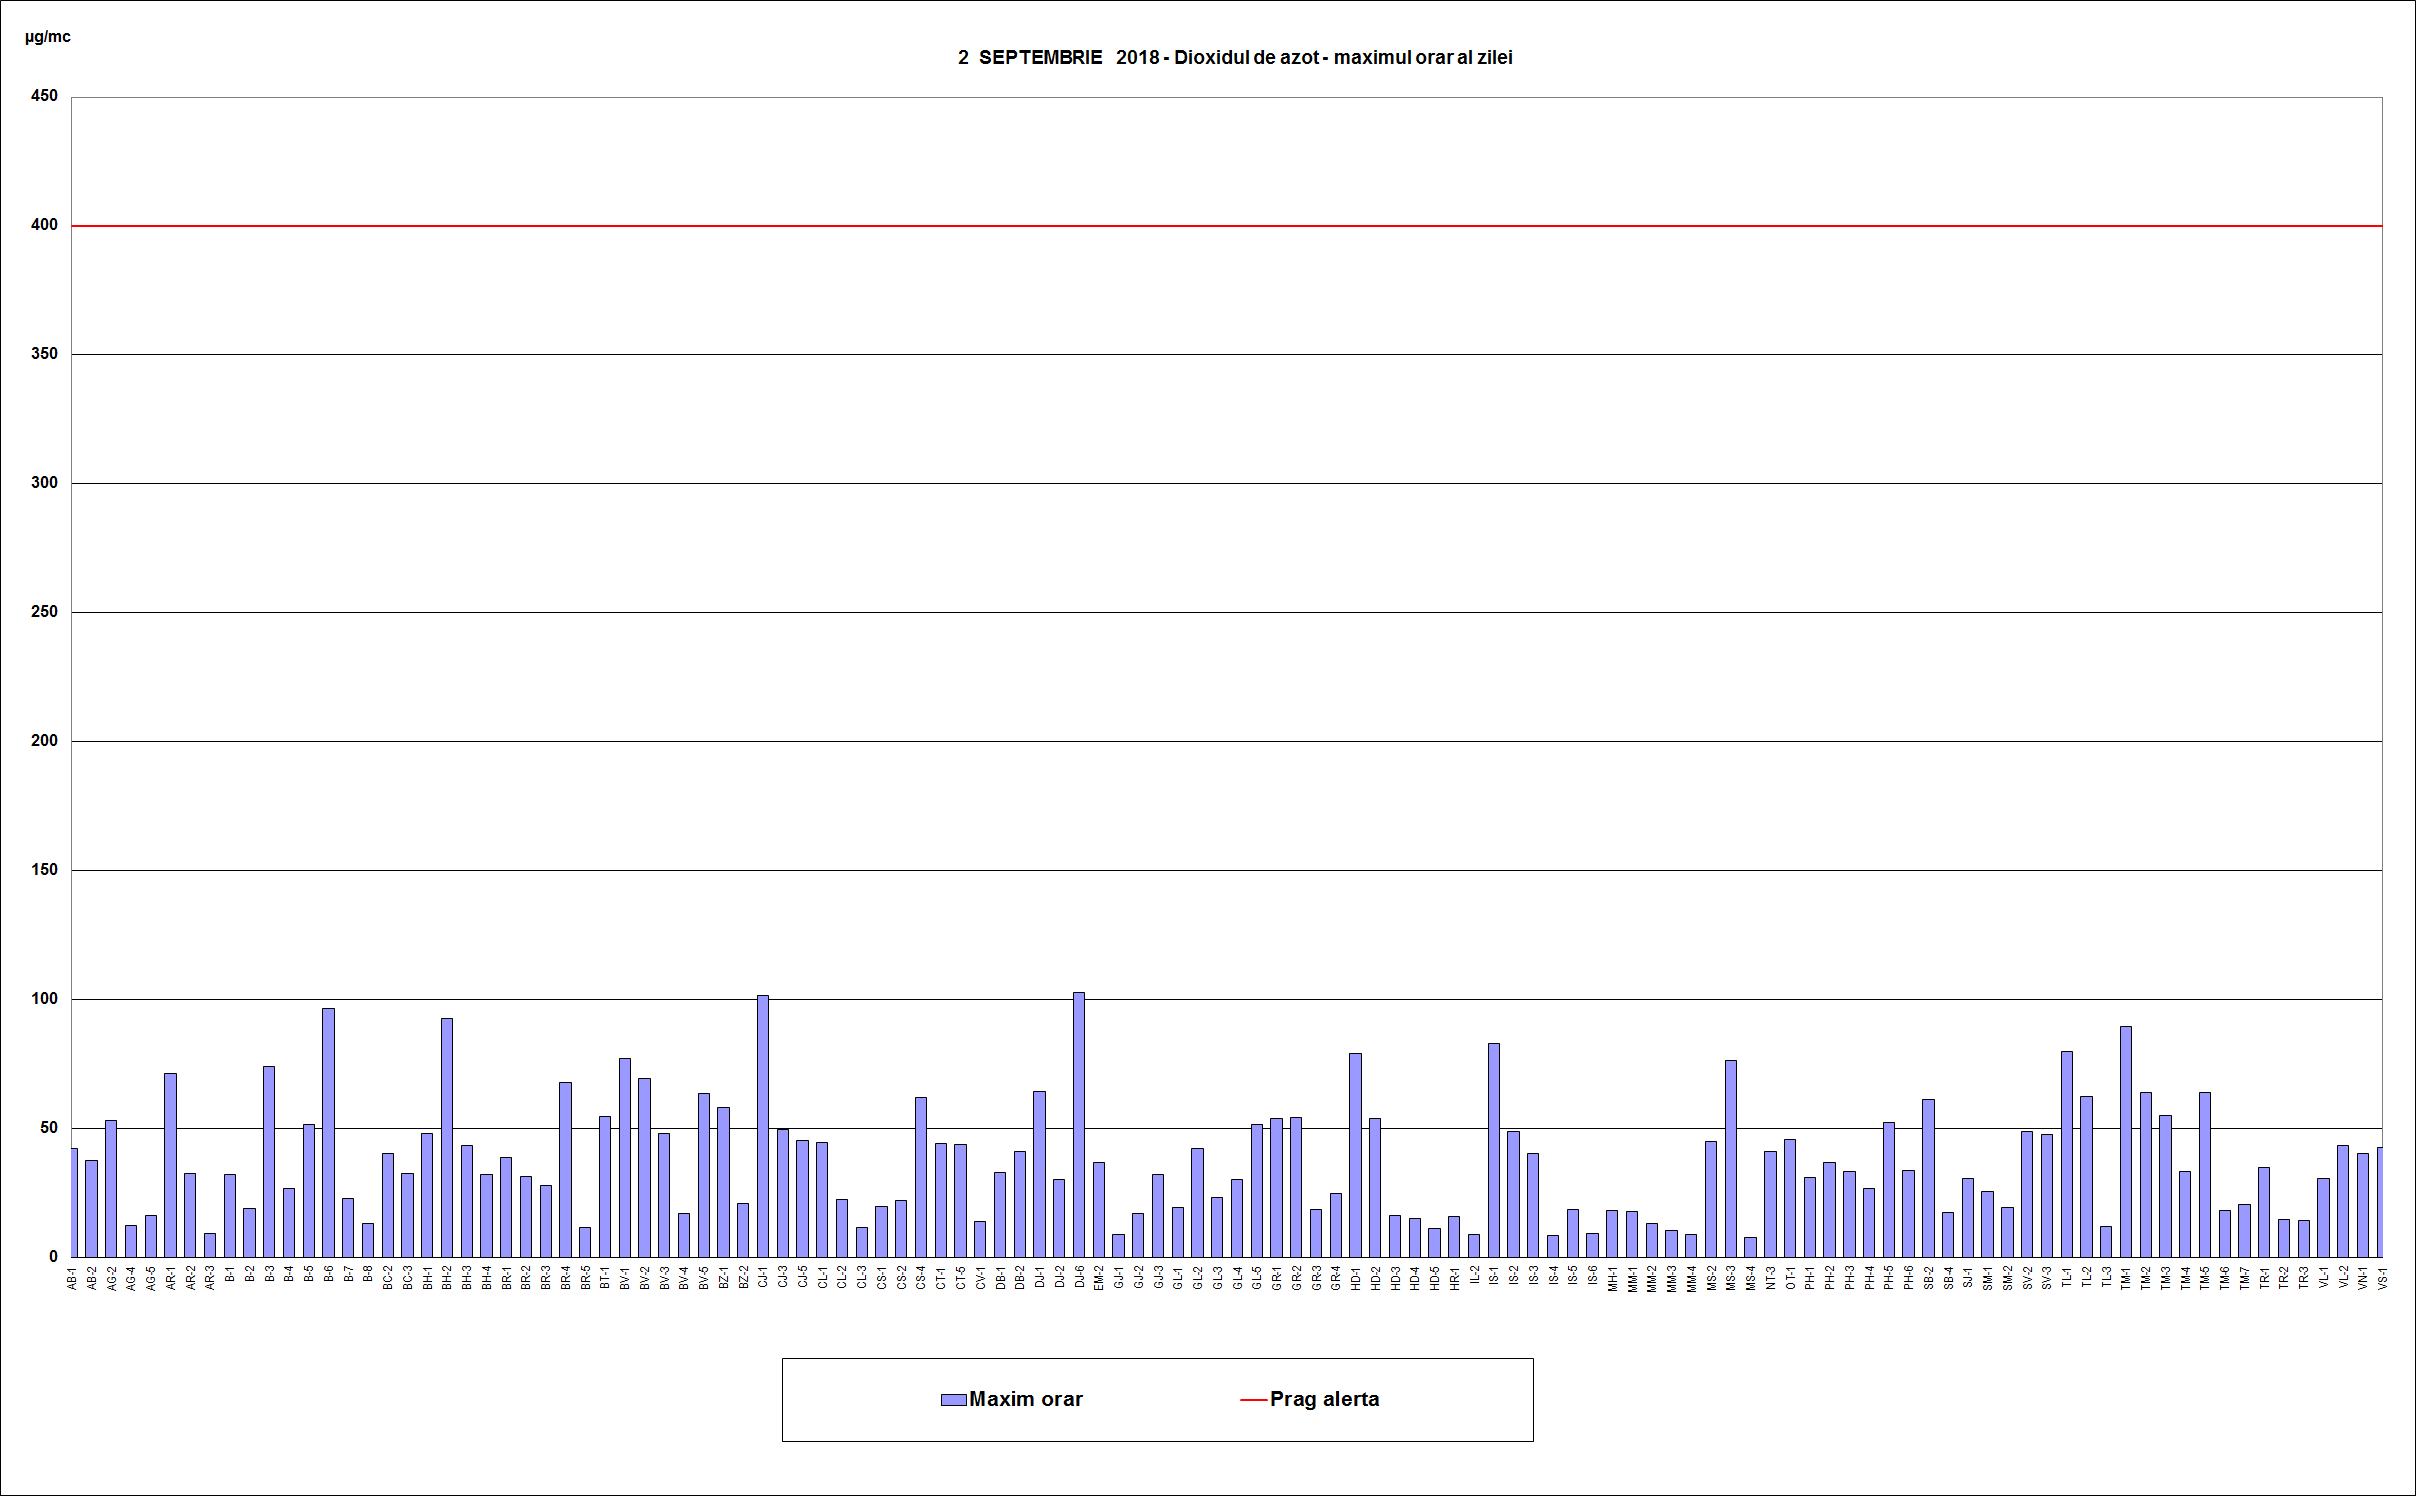 µg/mc
2 SEPTEMBRIE 2018 - Dioxidul de azot - maximul orar al zilei
450
400
350
300
250
200
150
100
50
0
AB-1 AB-2 AG-2 AG-4 AG-5 AR-1 AR-2 AR-3 B-1 B-2 B-3 B-4 B-5 B-6 B-7 B-8 BC-2 BC-3 BH-1 BH-2 BH-3 BH-4 BR-1 BR-2 BR-3 BR-4 BR-5 BT-1 BV-1 BV-2 BV-3 BV-4 BV-5 BZ-1 BZ-2 CJ-1 CJ-3 CJ-5 CL-1 CL-2 CL-3 CS-1 CS-2 CS-4 CT-1 CT-5 CV-1 DB-1 DB-2 DJ-1 DJ-2 DJ-6 EM-2 GJ-1 GJ-2 GJ-3 GL-1 GL-2 GL-3 GL-4 GL-5 GR-1 GR-2 GR-3 GR-4 HD-1 HD-2 HD-3 HD-4 HD-5 HR-1 IL-2 IS-1 IS-2 IS-3 IS-4 IS-5 IS-6 MH-1 MM-1 MM-2 MM-3 MM-4 MS-2 MS-3 MS-4 NT-3 OT-1 PH-1 PH-2 PH-3 PH-4 PH-5 PH-6 SB-2 SB-4 SJ-1 SM-1 SM-2 SV-2 SV-3 TL-1 TL-2 TL-3 TM-1 TM-2 TM-3 TM-4 TM-5 TM-6 TM-7 TR-1 TR-2 TR-3 VL-1 VL-2 VN-1 VS-1
Maxim orar Prag alerta